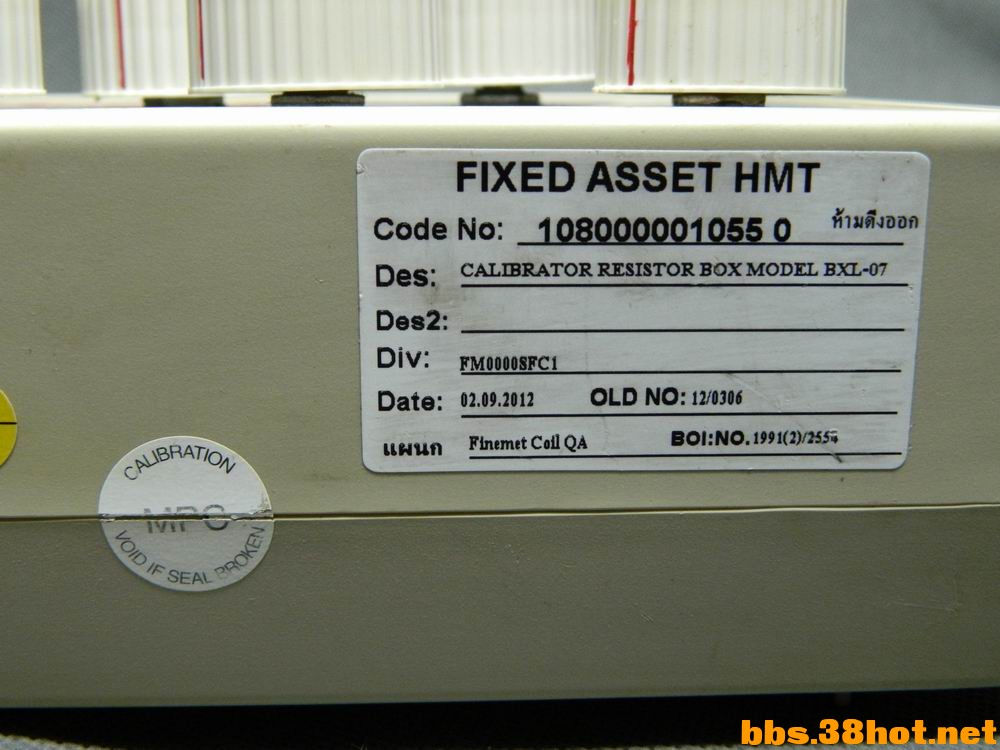 FIXED ASSET HMT
Code No: 108000001055 0 ห้ามดึงออก
Des: CALIBRATOR RESISTOR BOX MODEL BXL-07
Des2:
Div: FM00008FC1
Date: 02.09.2012 OLD NO: 12/0306
แผนก Finemet Coil QA BOI:NO. 1991(2)/2554
CALIBRATION
MPC
VOID IF SEAL BROKEN
bbs.38hot.net